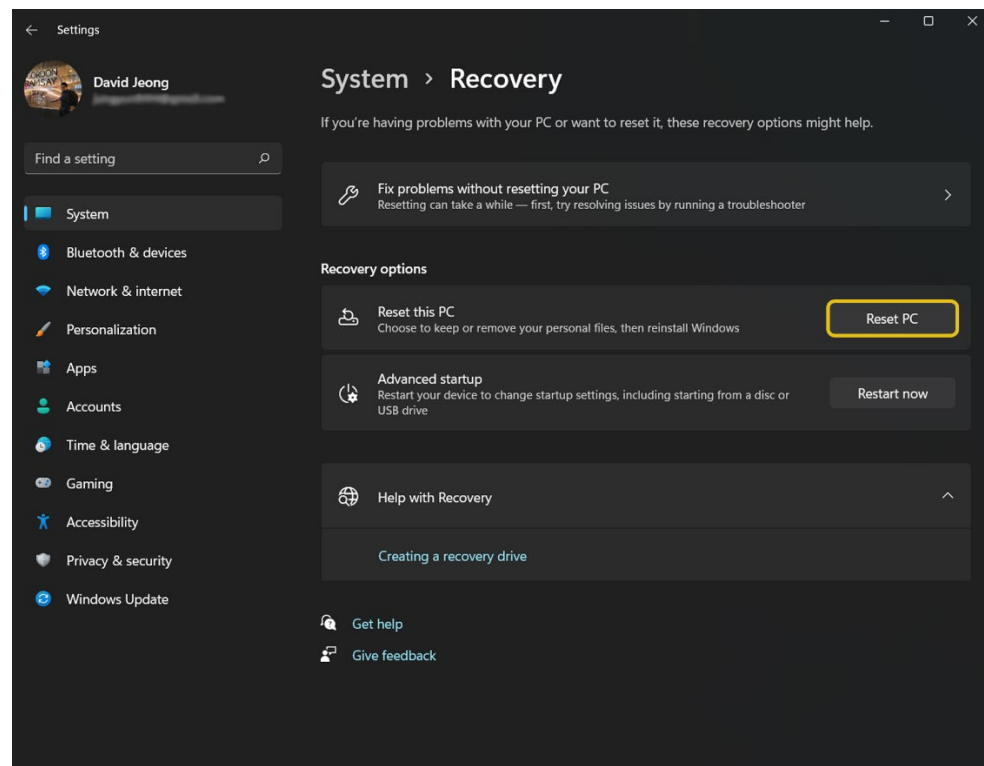 Settings
David Jeong
Find a setting
System
Bluetooth & devices
Network & internet
Personalization
Apps
Accounts
Time & language
Gaming
Accessibility
Privacy & security
Windows Update
System > Recovery
If you're having problems with your PC or want to reset it, these recovery options might help.
Fix problems without resetting your PC
Resetting can take a while — first, try resolving issues by running a troubleshooter
Recovery options
Reset this PC
Choose to keep or remove your personal files, then reinstall Windows
Reset PC
Advanced startup
Restart your device to change startup settings, including starting from a disc or
USB drive
Restart now
Help with Recovery
Creating a recovery drive
Get help
Give feedback